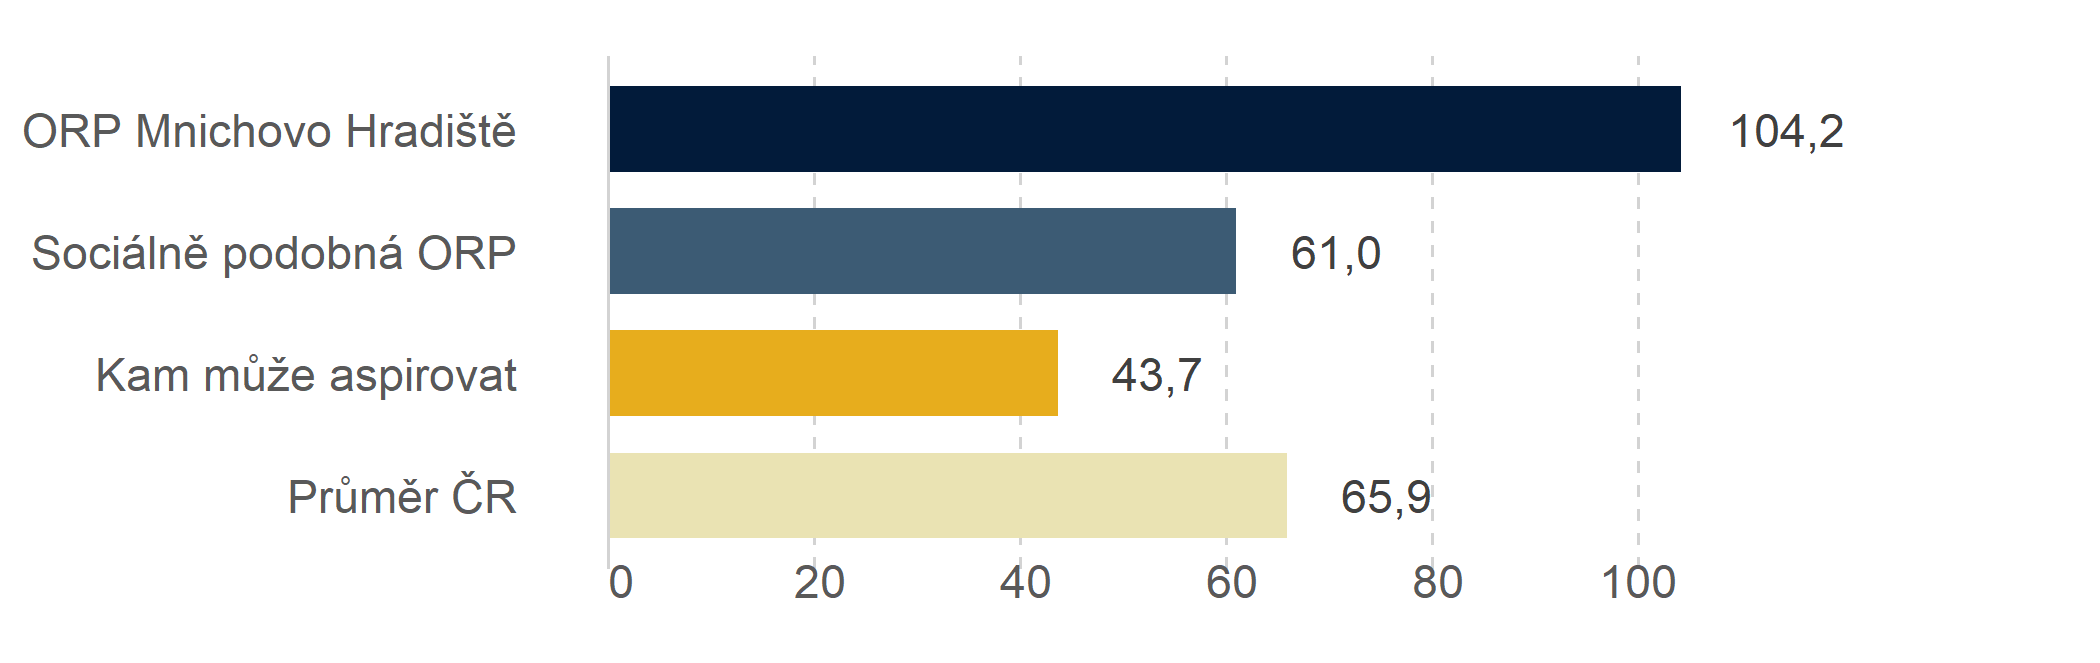 ORP Mnichovo Hradiště
104,2
Sociálně podobná ORP
61,0
Kam může aspirovat
43,7
Průměr ČR
65,9
0 20 40 60 80 100